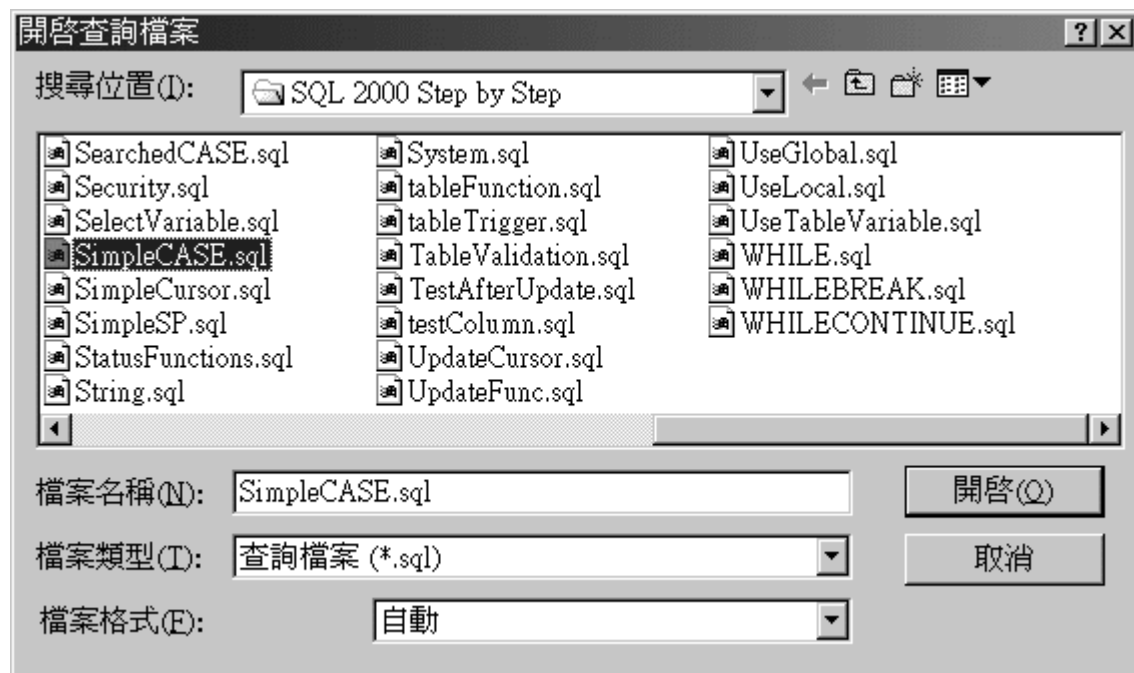 開啓查詢檔案
搜尋位置(I): SQL 2000 Step by Step
SearchedCASE.sql
Security.sql
SelectVariable.sql
SimpleCASE.sql
SimpleCursor.sql
SimpleSP.sql
StatusFunctions.sql
String.sql
System.sql
tableFunction.sql
tableTrigger.sql
TableValidation.sql
TestAfterUpdate.sql
testColumn.sql
UpdateCursor.sql
UpdateFunc.sql
UseGlobal.sql
UseLocal.sql
UseTableVariable.sql
WHILE.sql
WHILEBREAK.sql
WHILECONTINUE.sql
檔案名稱(N): SimpleCASE.sql 開啓(O)
檔案類型(T): 查詢檔案 (*.sql) 取消
檔案格式(F): 自動